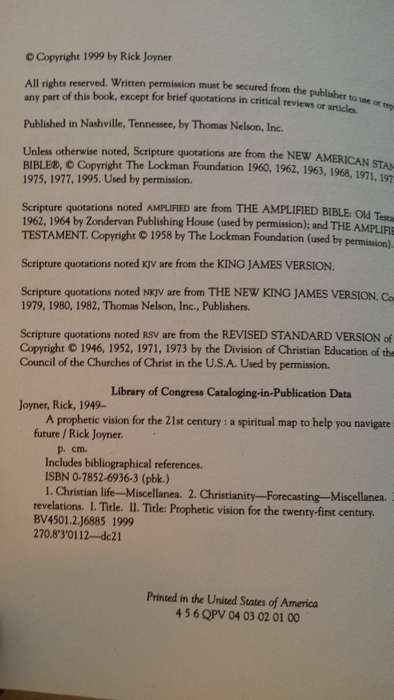 © Copyright 1999 by Rick Joyner
All rights reserved. Written permission must be secured from the publisher to use or
any part of this book, except for brief quotations in critical reviews or articles.
Published in Nashville, Tennessee, by Thomas Nelson, Inc.
Unless otherwise noted, Scripture quotations are from the NEW AMERICAN STAN
BIBLE®, © Copyright The Lockman Foundation 1960, 1962, 1963, 1968, 1971, 197
1975, 1977, 1995. Used by permission.
Scripture quotations noted AMPLIFIED are from THE AMPLIFIED BIBLE: Old Testa
1962, 1964 by Zondervan Publishing House (used by permission); and THE AMPLIFIE
TESTAMENT. Copyright © 1958 by The Lockman Foundation (used by permission).
Scripture quotations noted KJV are from the KING JAMES VERSION.
Scripture quotations noted NKJV are from THE NEW KING JAMES VERSION. Co
1979, 1980, 1982, Thomas Nelson, Inc., Publishers.
Scripture quotations noted RSV are from the REVISED STANDARD VERSION of
Copyright © 1946, 1952, 1971, 1973 by the Division of Christian Education of the
Council of the Churches of Christ in the U.S.A. Used by permission.
Library of Congress Cataloging-in-Publication Data
Joyner, Rick, 1949–
A prophetic vision for the 21st century : a spiritual map to help you navigate
future / Rick Joyner.
p. cm.
Includes bibliographical references.
ISBN 0-7852-6936-3 (pbk.)
1. Christian life—Miscellanea. 2. Christianity—Forecasting—Miscellanea.
revelations. I. Title. II. Title: Prophetic vision for the twenty-first century.
BV4501.2.J6885 1999
270.8'3'0112—dc21
Printed in the United States of America
4 5 6 QPV 04 03 02 01 00